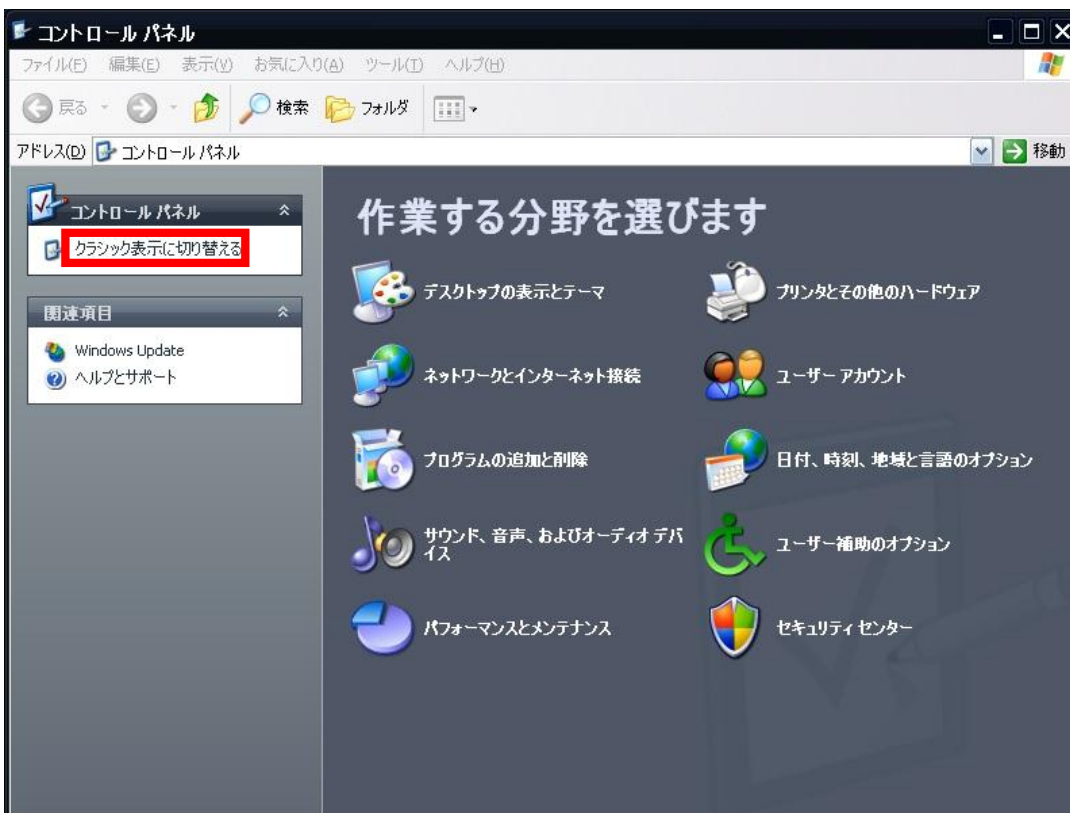 コントロール パネル
ファイル(F) 編集(E) 表示(V) お気に入り(A) ツール(T) ヘルプ(H)
戻る 検索 フォルダ
アドレス(D) コントロール パネル 移動
コントロール パネル
クラシック表示に切り替える
関連項目
Windows Update
ヘルプとサポート
作業する分野を選びます
デスクトップの表示とテーマ
プリンタとその他のハードウェア
ネットワークとインターネット接続
ユーザー アカウント
プログラムの追加と削除
日付、時刻、地域と言語のオプション
サウンド、音声、およびオーディオ デバ
イス
ユーザー補助のオプション
パフォーマンスとメンテナンス
セキュリティ センター